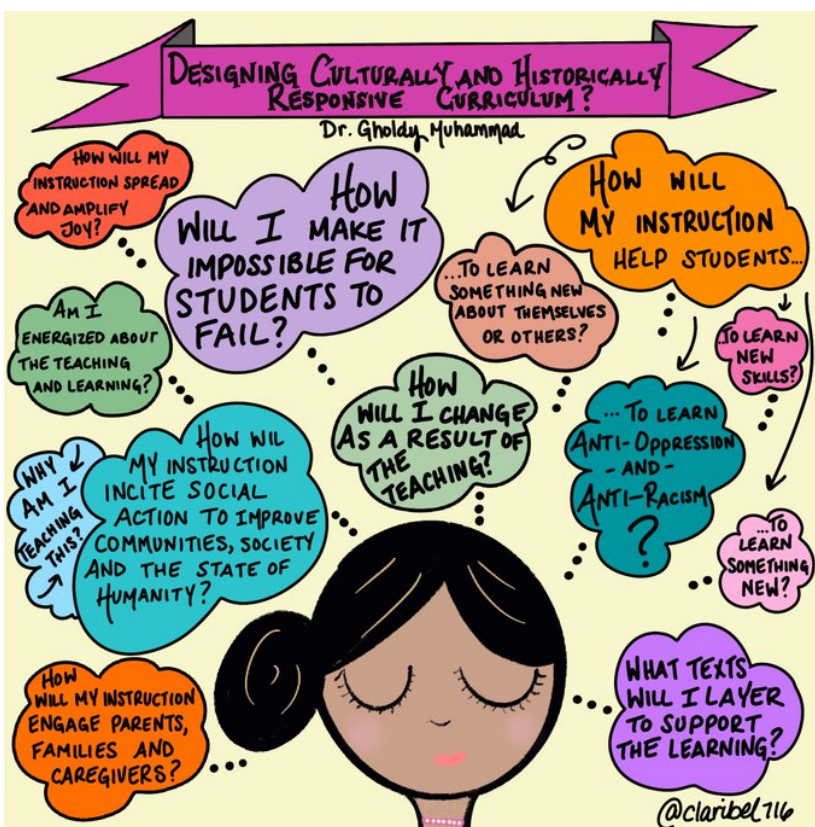 DESIGNING CULTURALLY AND HISTORICALLY
RESPONSIVE CURRICULUM?
Dr. Gholdy Muhammad
HOW WILL MY
INSTRUCTION SPREAD
AND AMPLIFY
JOY?
HOW
WILL I MAKE IT
IMPOSSIBLE FOR
STUDENTS TO
FAIL?
HOW WILL
MY INSTRUCTION
HELP STUDENTS...
...TO LEARN
SOMETHING NEW
ABOUT THEMSELVES
OR OTHERS?
...TO LEARN
NEW
SKILLS?
AM I
ENERGIZED ABOUT
THE TEACHING
AND LEARNING?
HOW
WILL I CHANGE
AS A RESULT OF
THE
TEACHING?
... TO LEARN
ANTI-OPPRESSION
- AND -
ANTI-RACISM
?
WHY
AM I
TEACHING
THIS?
HOW WIL
MY INSTRUCTION
INCITE SOCIAL
ACTION TO IMPROVE
COMMUNITIES, SOCIETY
AND THE STATE OF
HUMANITY?
...TO
LEARN
SOMETHING
NEW?
HOW
WILL MY INSTRUCTION
ENGAGE PARENTS,
FAMILIES AND
CAREGIVERS?
WHAT TEXTS
WILL I LAYER
TO SUPPORT
THE LEARNING?
@claribel716